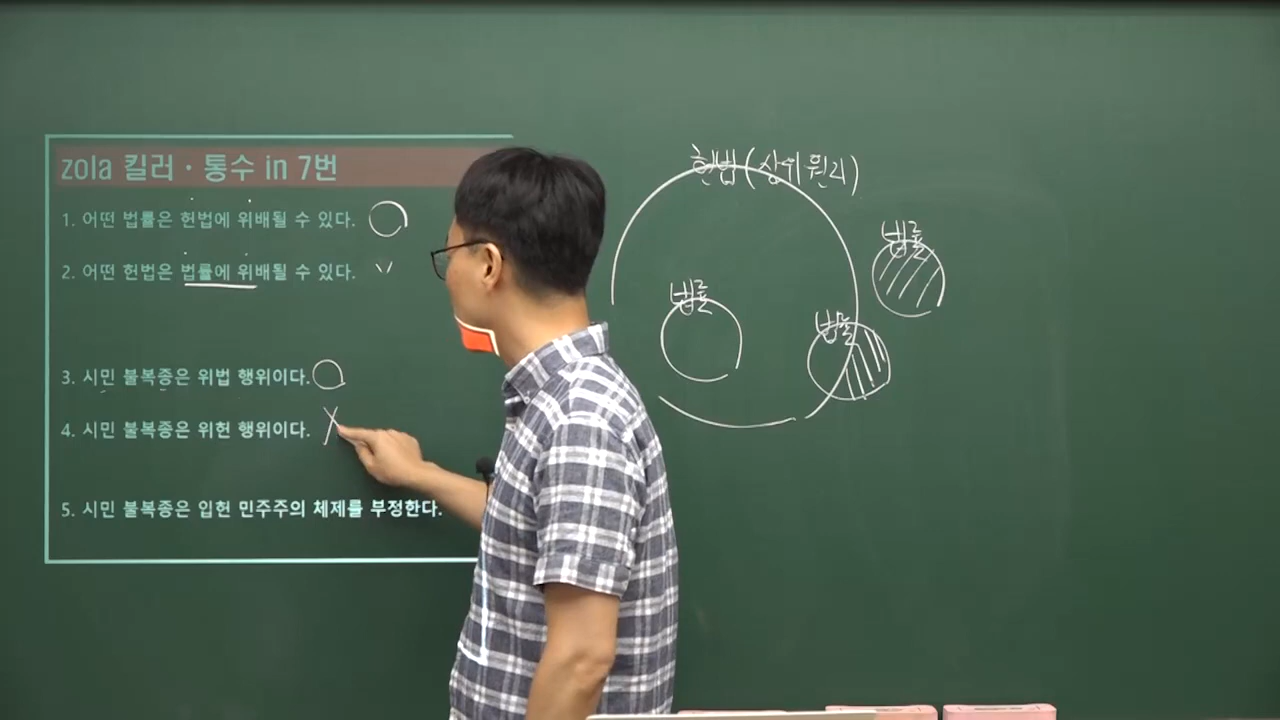 zola 킬러·통수 in 7번
1. 어떤 법률은 헌법에 위배될 수 있다.
2. 어떤 헌법은 법률에 위배될 수 있다.
3. 시민 불복종은 위법 행위이다.
4. 시민 불복종은 위헌 행위이다.
5. 시민 불복종은 입헌 민주주의 체제를 부정한다.
헌법(상위원리)
법률
법률
법률